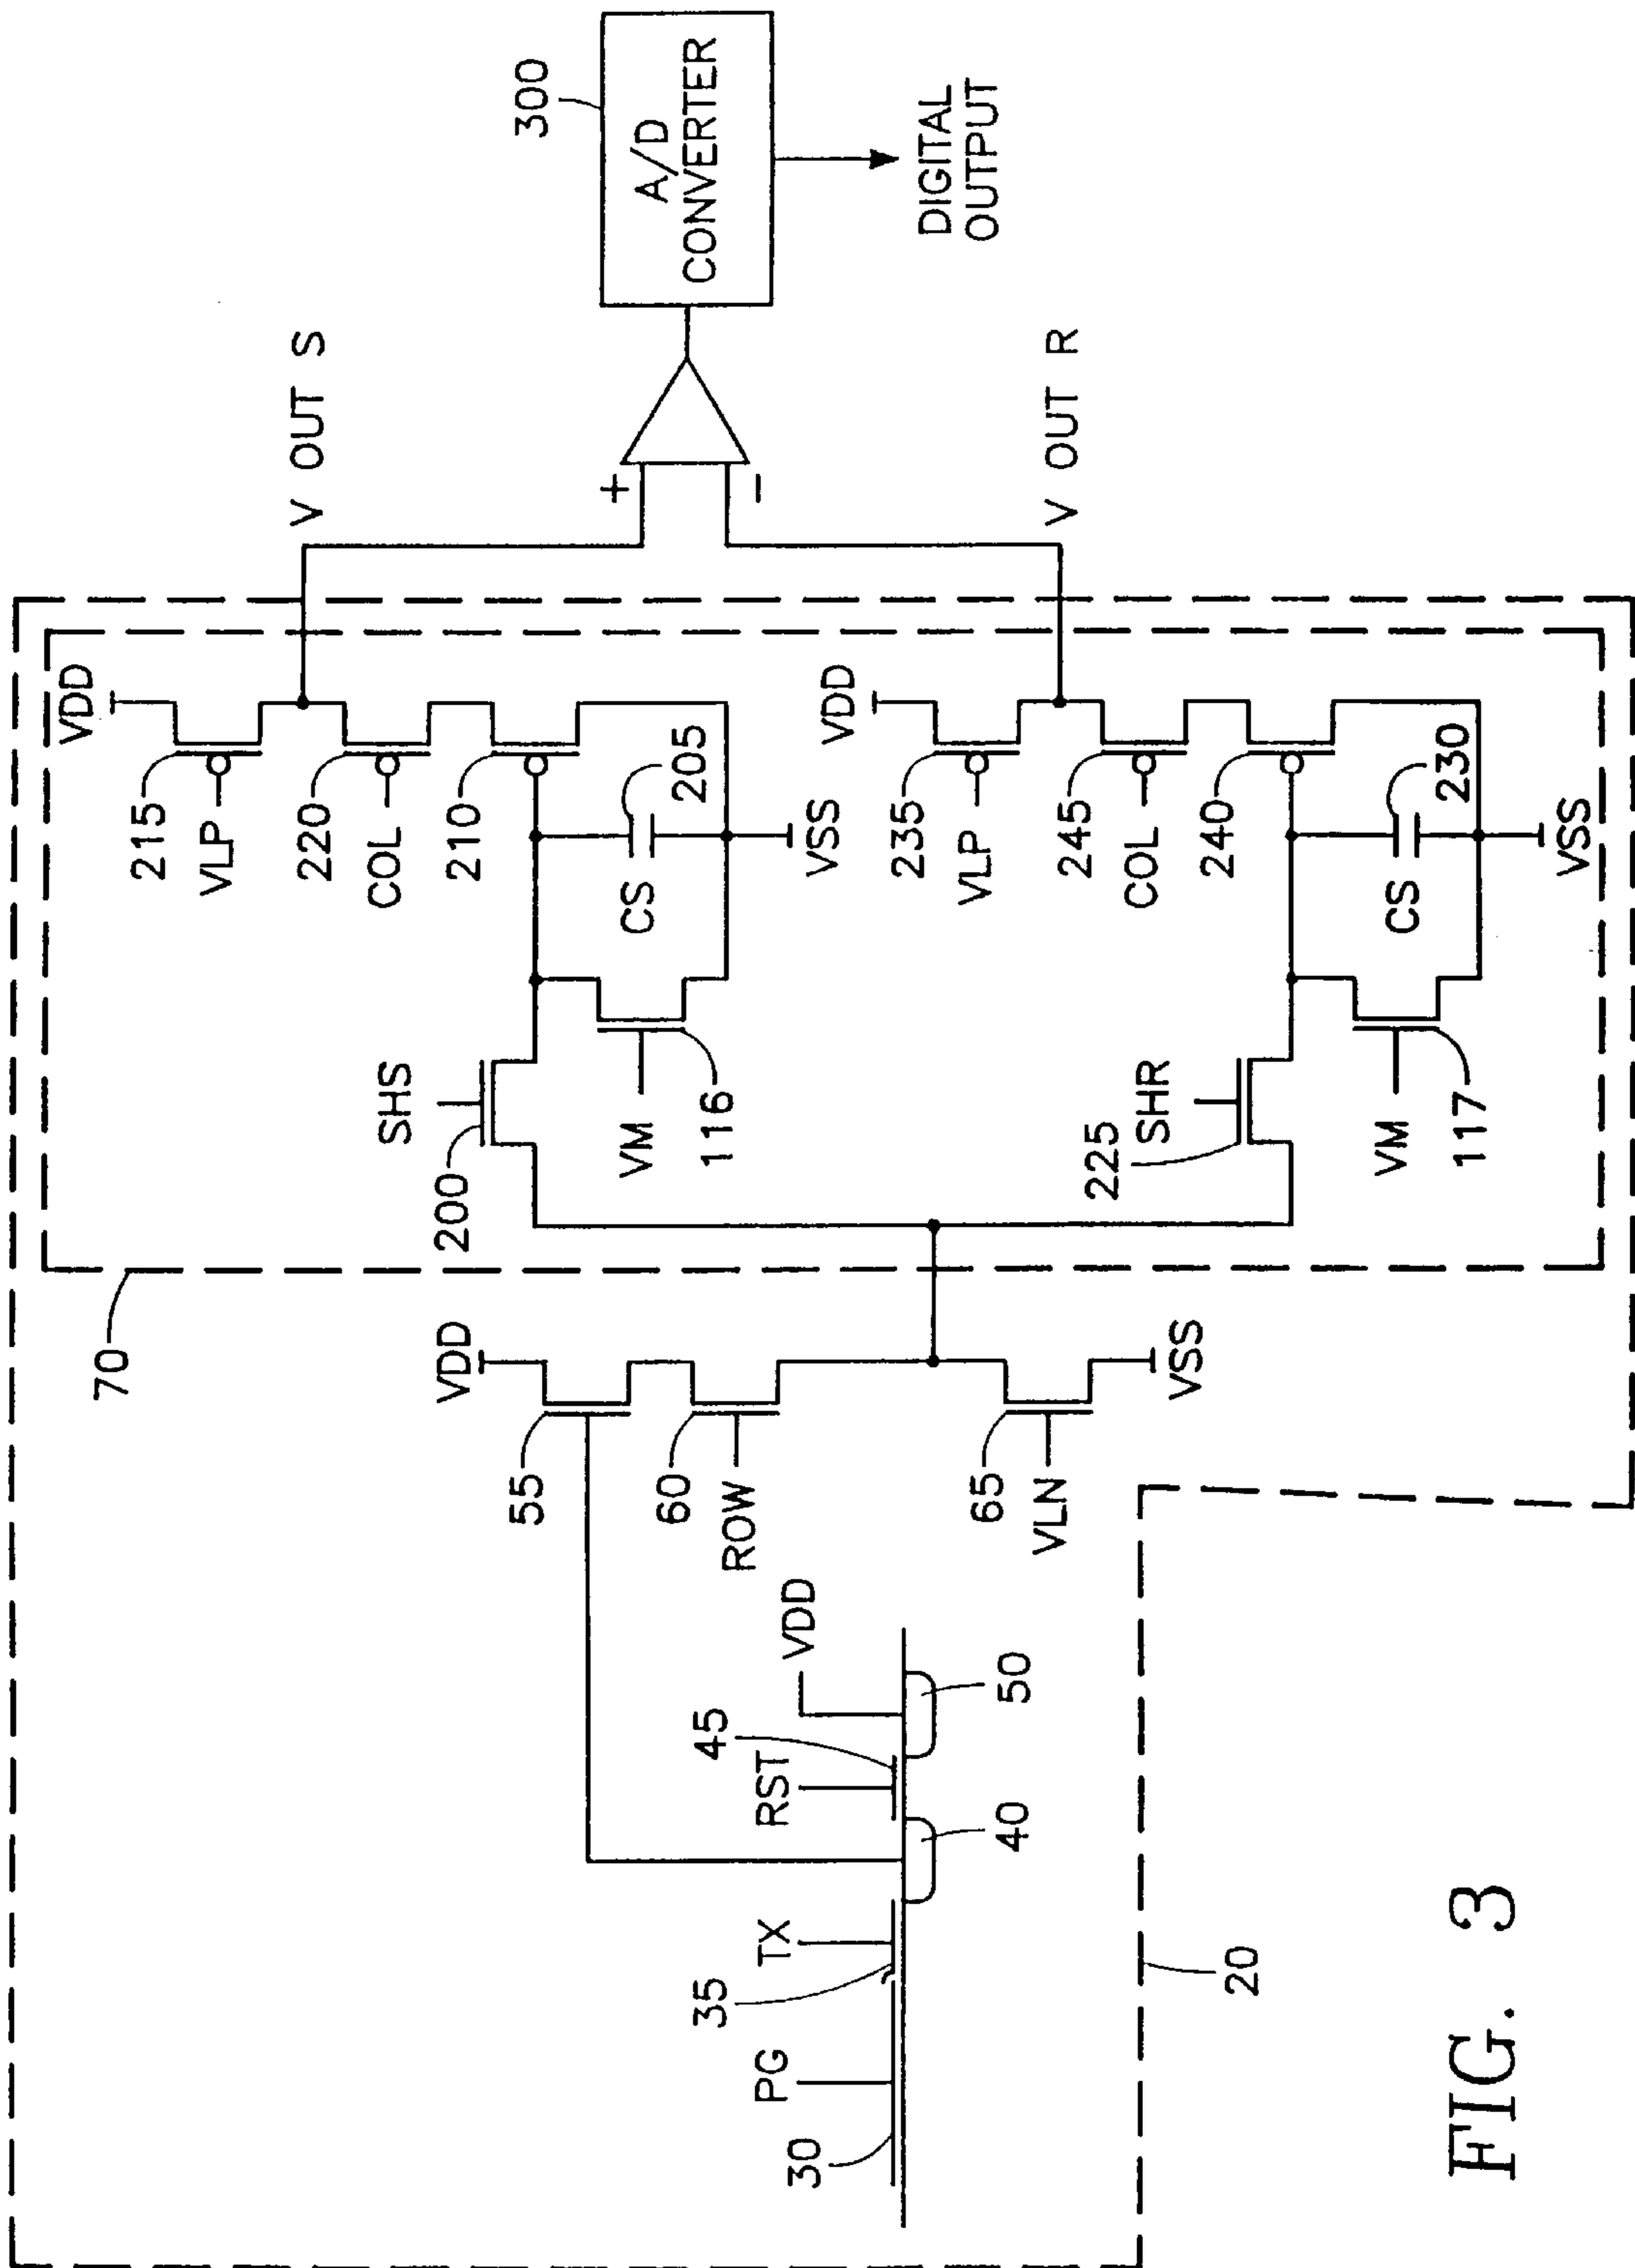 70
VDD
215
VLP
220
COL
210
205
CS
VSS
SHS
200
VM
116
V OUT S
300
A/D
CONVERTER
DIGITAL
OUTPUT
+
−
V OUT R
VDD
55
60
ROW
65
VLN
VSS
VDD
235
VLP
245
COL
240
230
CS
VSS
SHR
225
VM
117
PG
30
35
TX
RST
45
VDD
40
50
20
FIG. 3